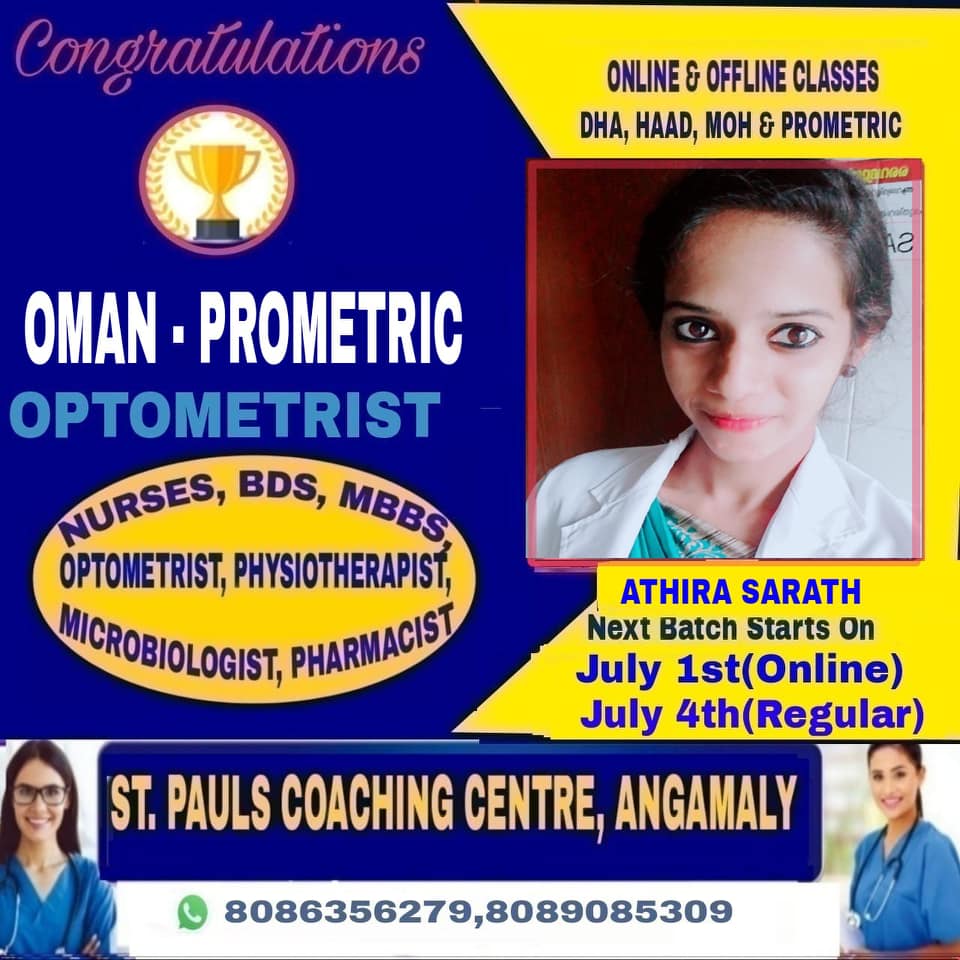 Congratulations
ONLINE & OFFLINE CLASSES
DHA, HAAD, MOH & PROMETRIC
OMAN - PROMETRIC
OPTOMETRIST
NURSES, BDS, MBBS,
OPTOMETRIST, PHYSIOTHERAPIST,
MICROBIOLOGIST, PHARMACIST
ATHIRA SARATH
Next Batch Starts On
July 1st(Online)
July 4th(Regular)
ST. PAULS COACHING CENTRE, ANGAMALY
8086356279,8089085309